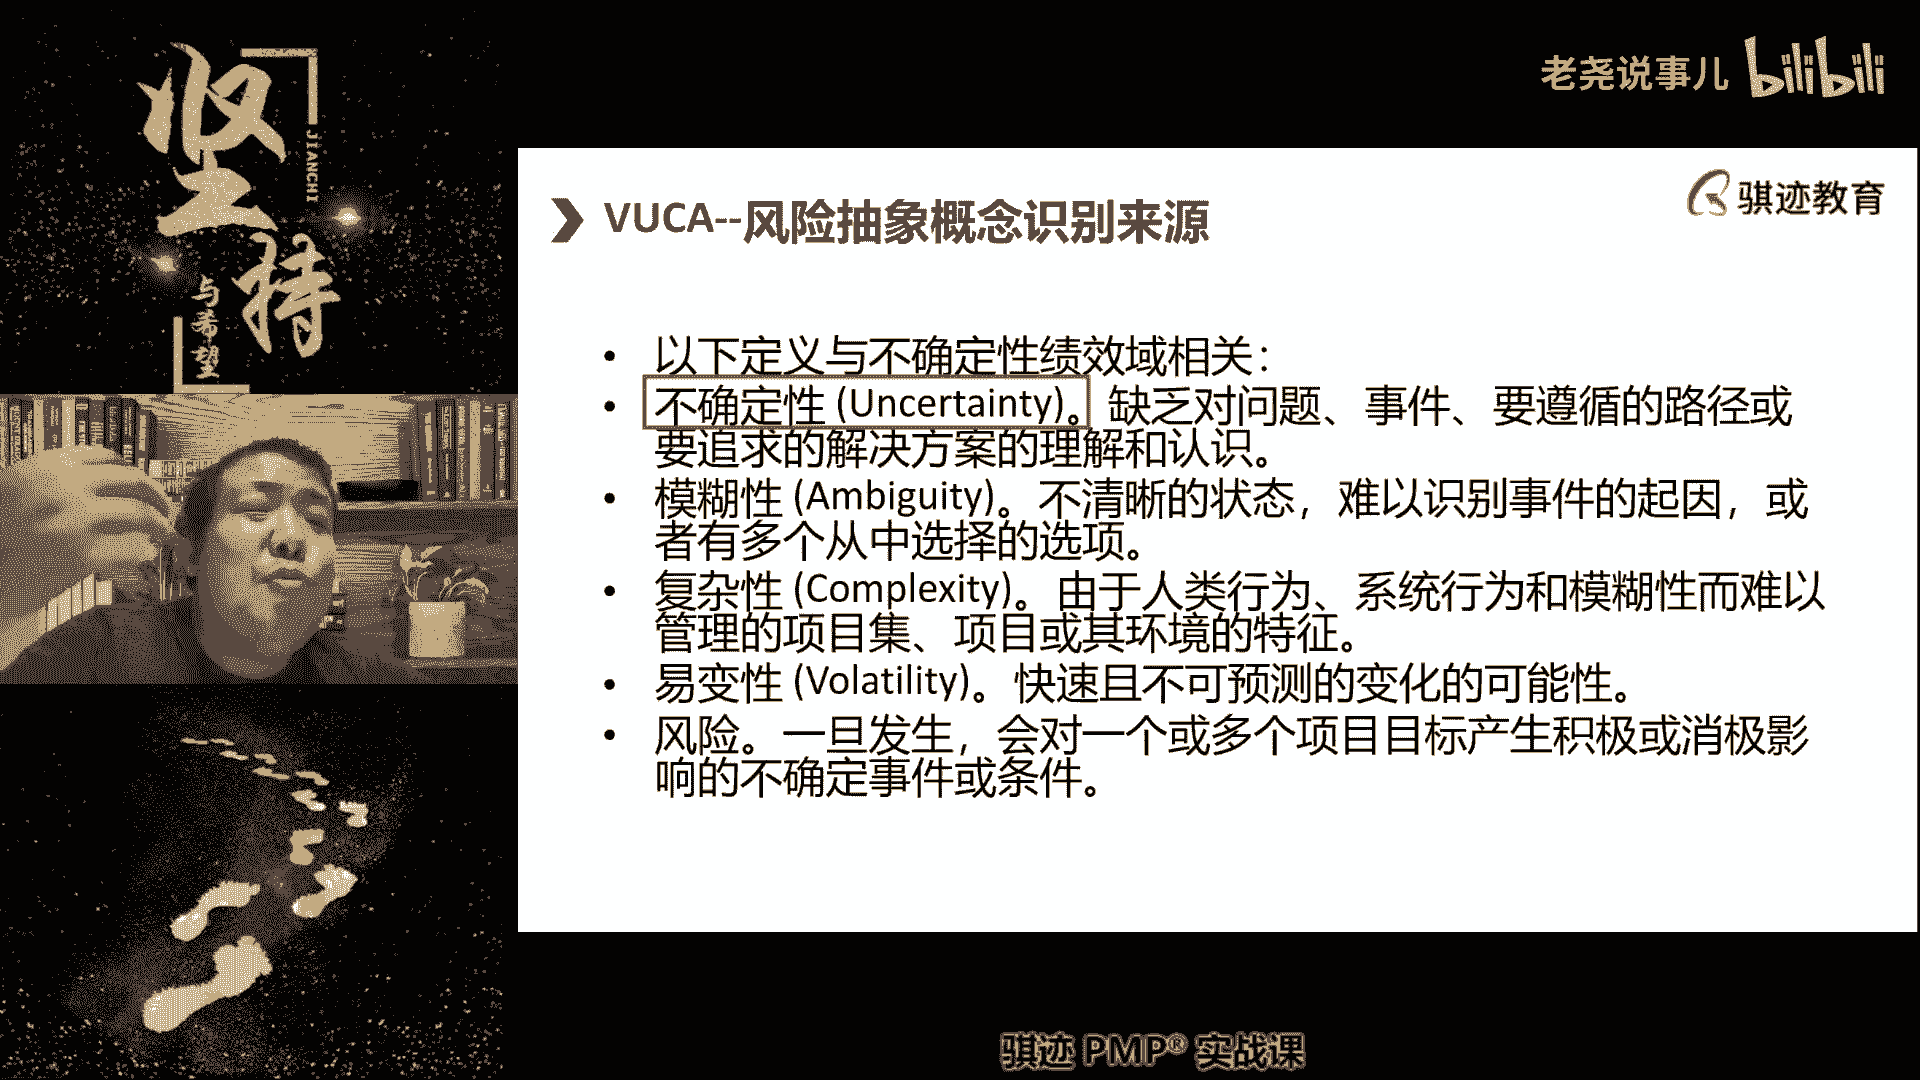 坚持
JIANCHI
与希望
老尧说事儿 bilibili
骐迹教育
VUCA--风险抽象概念识别来源
• 以下定义与不确定性绩效域相关：
• 不确定性 (Uncertainty)。缺乏对问题、事件、要遵循的路径或
要追求的解决方案的理解和认识。
• 模糊性 (Ambiguity)。不清晰的状态，难以识别事件的起因，或
者有多个从中选择的选项。
• 复杂性 (Complexity)。由于人类行为、系统行为和模糊性而难以
管理的项目集、项目或其环境的特征。
• 易变性 (Volatility)。快速且不可预测的变化的可能性。
• 风险。一旦发生，会对一个或多个项目目标产生积极或消极影
响的不确定事件或条件。
骐迹 PMP® 实战课